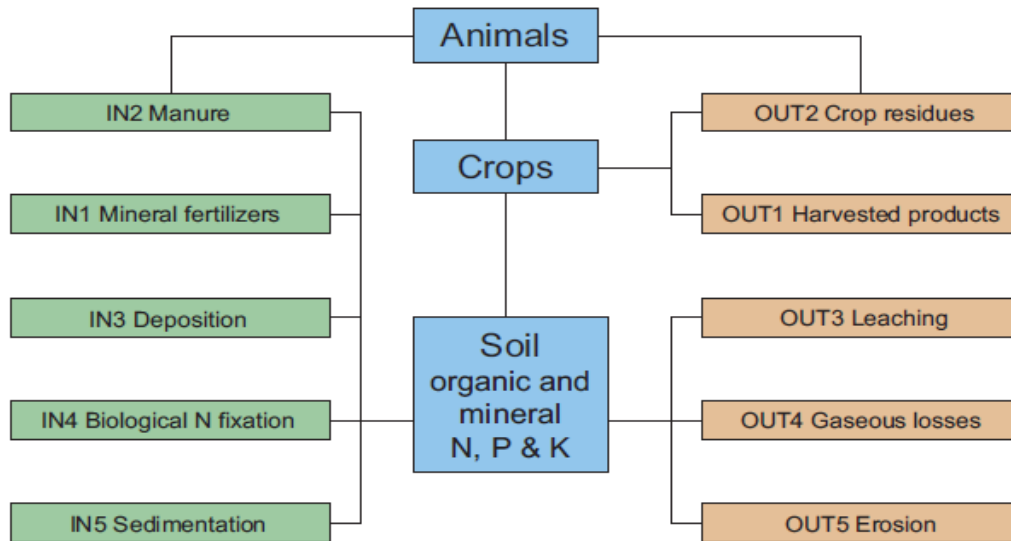 Animals
IN2 Manure
OUT2 Crop residues
Crops
IN1 Mineral fertilizers
OUT1 Harvested products
IN3 Deposition
OUT3 Leaching
Soil
organic and
mineral
N, P & K
IN4 Biological N fixation
OUT4 Gaseous losses
IN5 Sedimentation
OUT5 Erosion